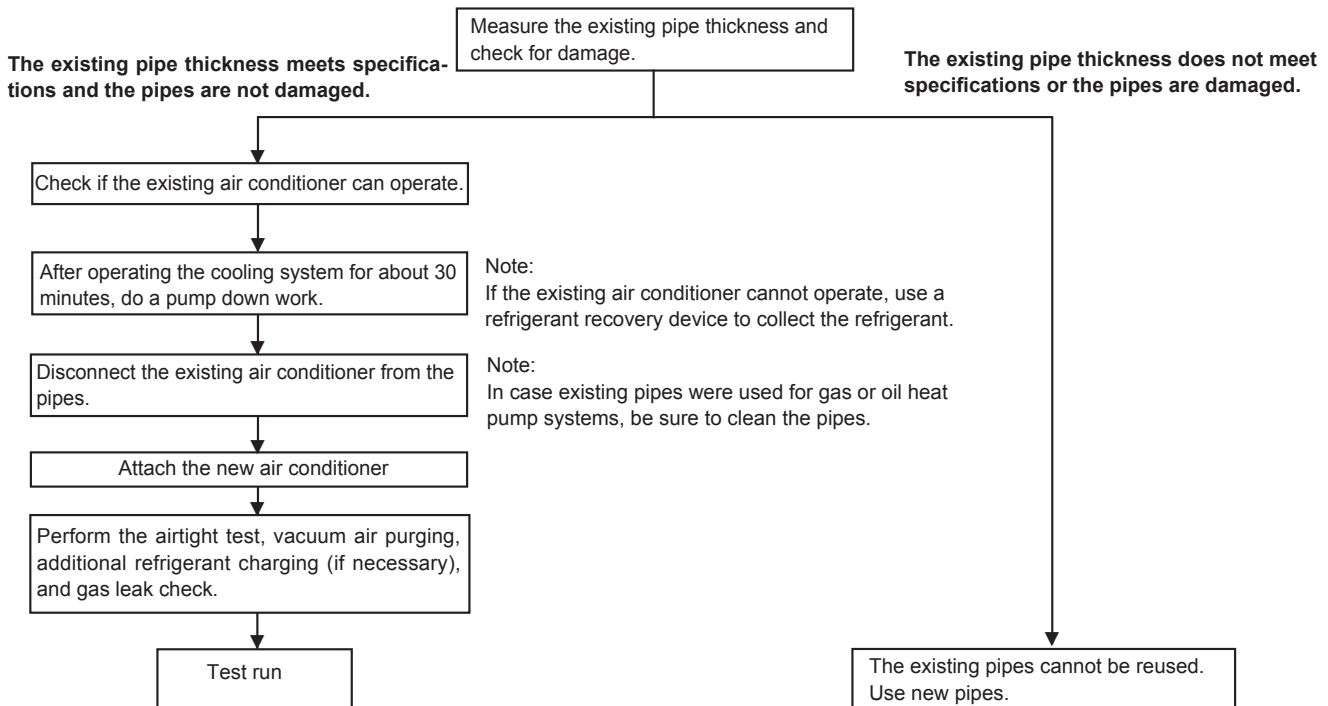 Measure the existing pipe thickness and
check for damage.
The existing pipe thickness meets specifica-
tions and the pipes are not damaged.
The existing pipe thickness does not meet
specifications or the pipes are damaged.
Check if the existing air conditioner can operate.
After operating the cooling system for about 30
minutes, do a pump down work.
Note:
If the existing air conditioner cannot operate, use a
refrigerant recovery device to collect the refrigerant.
Disconnect the existing air conditioner from the
pipes.
Note:
In case existing pipes were used for gas or oil heat
pump systems, be sure to clean the pipes.
Attach the new air conditioner
Perform the airtight test, vacuum air purging,
additional refrigerant charging (if necessary),
and gas leak check.
Test run
The existing pipes cannot be reused.
Use new pipes.